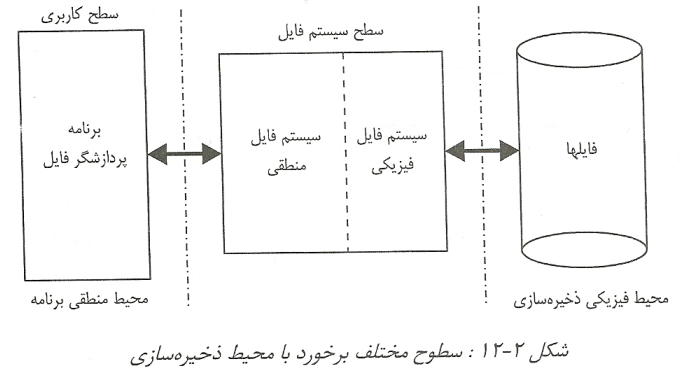 سطح کاربری
سطح سیستم فایل
برنامه
پردازشگر فایل
سیستم فایل
منطقی
سیستم فایل
فیزیکی
فایلها
محیط منطقی برنامه
محیط فیزیکی ذخیره‌سازی
شکل ۲-۱۲ : سطوح مختلف برخورد با محیط ذخیره‌سازی